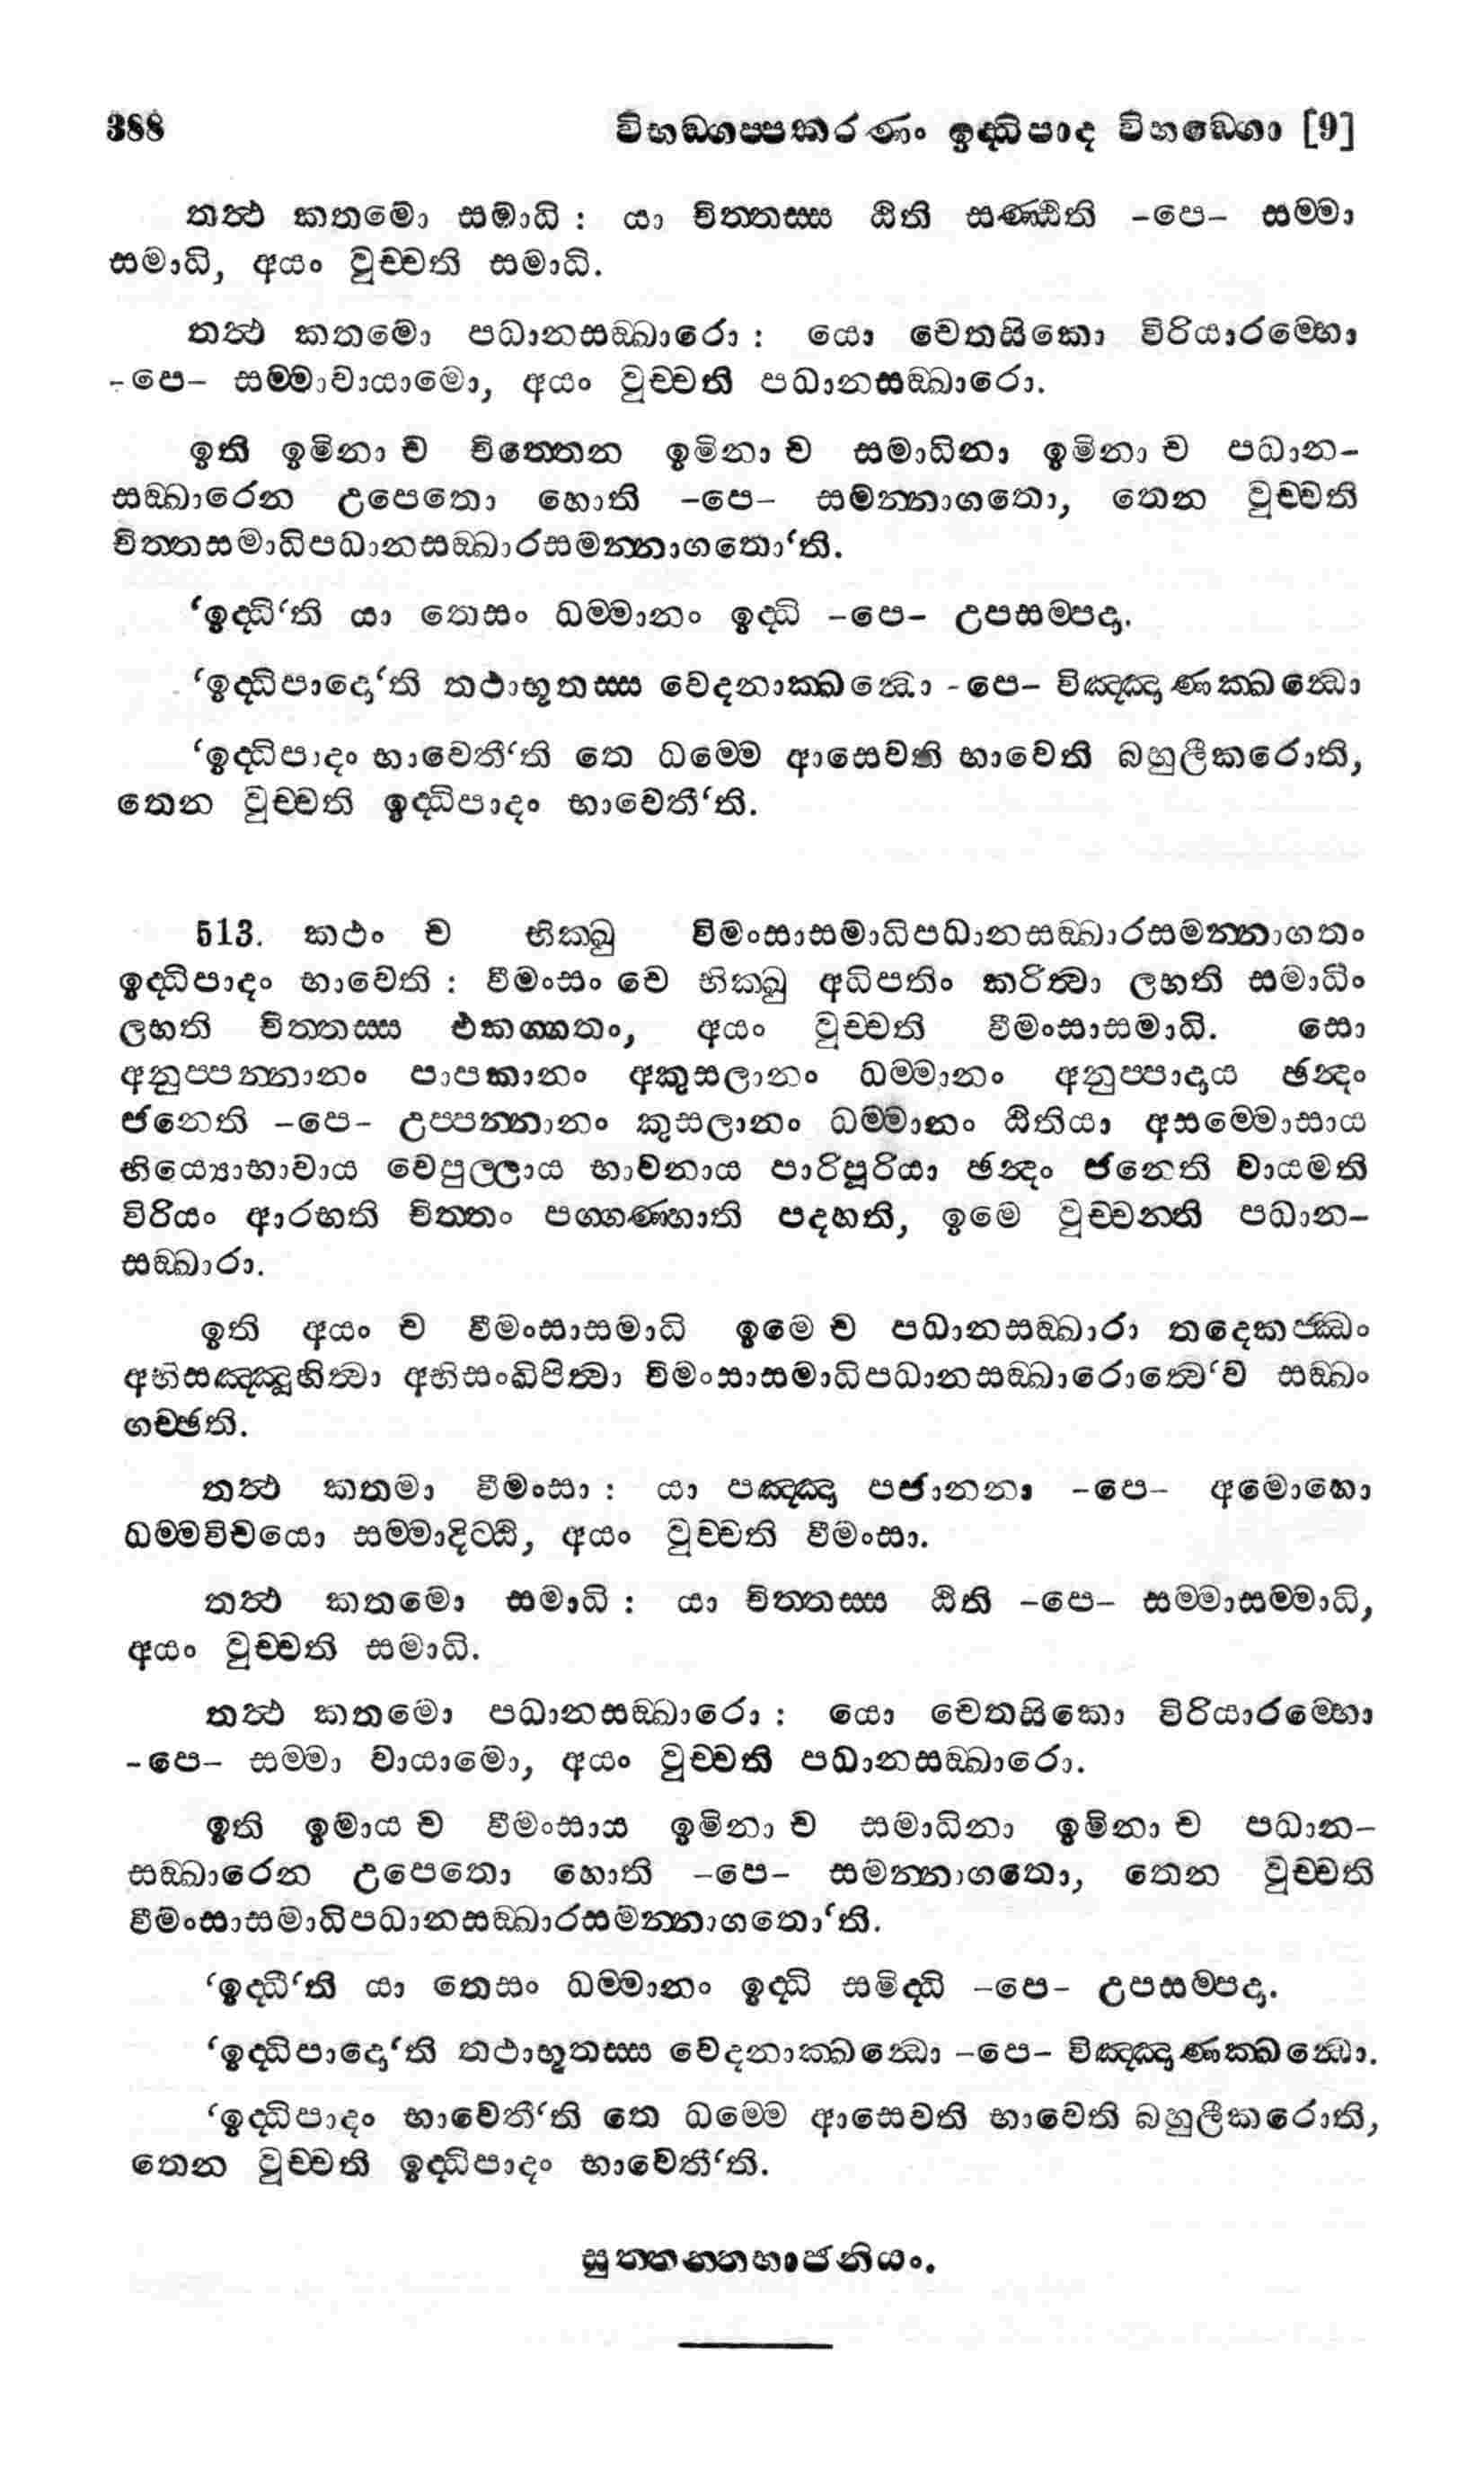 388 විභඞ‍්ගප‍්පකරණං ඉද‍්ධිපාද විභඞ‍්ගො [9]
තත්‍ථ කතමො සමාධි : යා චිත‍්තස‍්ස ඨිති සණ‍්ඨිති -පෙ- සම‍්මා
සමාධි, අයං වුච‍්චති සමාධි.
තත්‍ථ කතමො පධානසඞ‍්ඛාරො : යො චෙතසිකො විරියාරම‍්භො
-පෙ- සම‍්මාවායාමො, අයං වුච‍්චති පධානසඞ‍්ඛාරො.
ඉති ඉමිනා ච චිත‍්තෙන ඉමිනා ච සමාධිනා ඉමිනා ච පධාන-
සඞ‍්ඛාරෙන උපෙතො හොති -පෙ- සමන‍්නාගතො, තෙන වුච‍්චති
චිත‍්තසමාධිපධානසඞ‍්ඛාරසමන‍්නාගතො‘ති.
‘ඉද‍්ධි‘ති යා තෙසං ධම‍්මානං ඉද‍්ධි -පෙ- උපසම‍්පදා.
‘ඉද‍්ධිපාදො‘ති තථාභූතස‍්ස වෙදනාක‍්ඛන්‍ධො -පෙ- විඤ‍්ඤාණක‍්ඛන්‍ධො
‘ඉද‍්ධිපාදං භාවෙතී‘ති තෙ ධම‍්මෙ ආසෙවති භාවෙති බහුලීකරොති,
තෙන වුච‍්චති ඉද‍්ධිපාදං භාවෙතී‘ති.
513. කථං ච භික‍්ඛු විමංසාසමාධිපධානසඞ‍්ඛාරසමන‍්නාගතං
ඉද‍්ධිපාදං භාවෙති : වීමංසං චෙ භික‍්ඛු අධිපතිං කරිත්‍වා ලභති සමාධිං
ලභති චිත‍්තස‍්ස එකග‍්ගතං, අයං වුච‍්චති වීමංසාසමාධි. සො
අනුප‍්පන‍්නානං පාපකානං අකුසලානං ධම‍්මානං අනුප‍්පාදාය ඡන්‍දං
ජනෙති -පෙ- උප‍්පන‍්නානං කුසලානං ධම‍්මානං ඨිතියා අසම‍්මොසාය
භිය්‍යොභාවාය වෙපුල‍්ලාය භාවනාය පාරිපූරියා ඡන්‍දං ජනෙති වායමති
විරියං ආරභති චිත‍්තං පග‍්ගණ‍්හාති පදහති, ඉමෙ වුච‍්චන‍්ති පධාන-
සඞ‍්ඛාරා.
ඉති අයං ච වීමංසාසමාධි ඉමෙ ච පධානසඞ‍්ඛාරා තදෙකජ‍්ඣං
අභිසඤ‍්ඤූහිත්‍වා අභිසංඛිපිත්‍වා විමංසාසමාධිපධානසඞ‍්ඛාරොත්‍වෙ‘ව සඞ‍්ඛං
ගච‍්ඡති.
තත්‍ථ කතමා වීමංසා : යා පඤ‍්ඤා පජානනා -පෙ- අමොහො
ධම‍්මවිචයො සම‍්මාදිට‍්ඨි, අයං වුච‍්චති වීමංසා.
තත්‍ථ කතමො සමාධි : යා චිත‍්තස‍්ස ඨිති -පෙ- සම‍්මාසම‍්මාධි,
අයං වුච‍්චති සමාධි.
තත්‍ථ කතමො පධානසඞ‍්ඛාරො : යො චෙතසිකො විරියාරම‍්භො
-පෙ- සම‍්මා වායාමො, අයං වුච‍්චති පධානසඞ‍්ඛාරො.
ඉති ඉමාය ච වීමංසාය ඉමිනා ච සමාධිනා ඉමිනා ච පධාන-
සඞ‍්ඛාරෙන උපෙතො හොති -පෙ- සමන‍්නාගතො, තෙන වුච‍්චති
වීමංසාසමාධිපධානසඞ‍්ඛාරසමන‍්නාගතො‘ති.
‘ඉද‍්ධී‘ති යා තෙසං ධම‍්මානං ඉද‍්ධි සමිද‍්ධි -පෙ- උපසම‍්පදා.
‘ඉද‍්ධිපාදො‘ති තථාභූතස‍්ස වෙදනාක‍්ඛන්‍ධො -පෙ- විඤ‍්ඤාණක‍්ඛන්‍ධො.
‘ඉද‍්ධිපාදං භාවෙතී‘ති තෙ ධම‍්මෙ ආසෙවති භාවෙති බහුලීකරොති,
තෙන වුච‍්චති ඉද‍්ධිපාදං භාවෙතී‘ති.
සුත‍්තන‍්තභාජනියං.